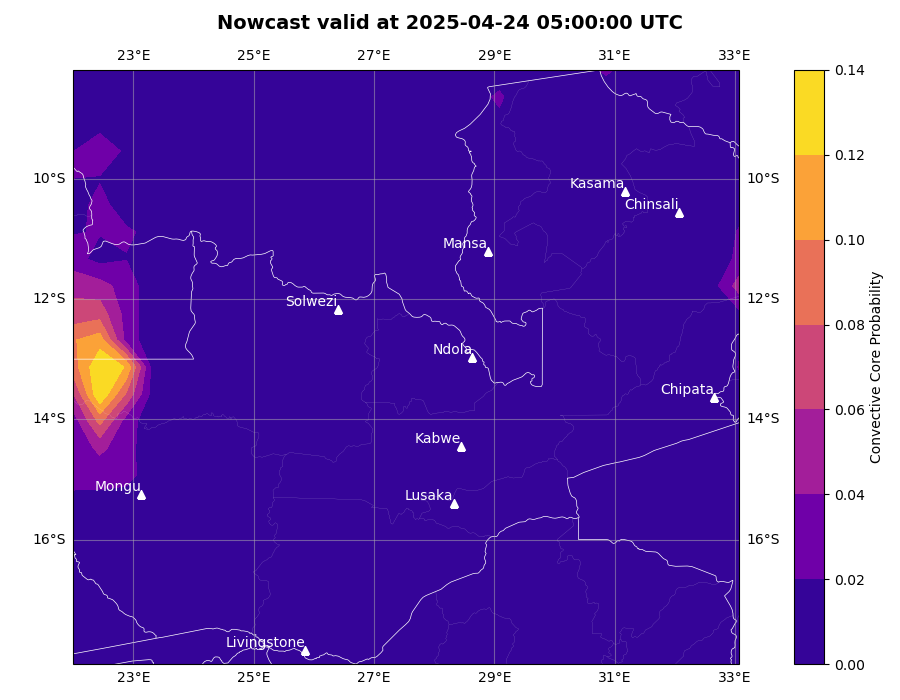 Nowcast valid at 2025-04-24 05:00:00 UTC
23°E 25°E 27°E 29°E 31°E 33°E
0.14
0.12
0.10
0.08
0.06
0.04
0.02
0.00
Convective Core Probability
10°S 10°S
12°S 12°S
14°S 14°S
16°S 16°S
Kasama
Chinsali
Mansa
Solwezi
Ndola
Chipata
Kabwe
Mongu
Lusaka
Livingstone
23°E 25°E 27°E 29°E 31°E 33°E